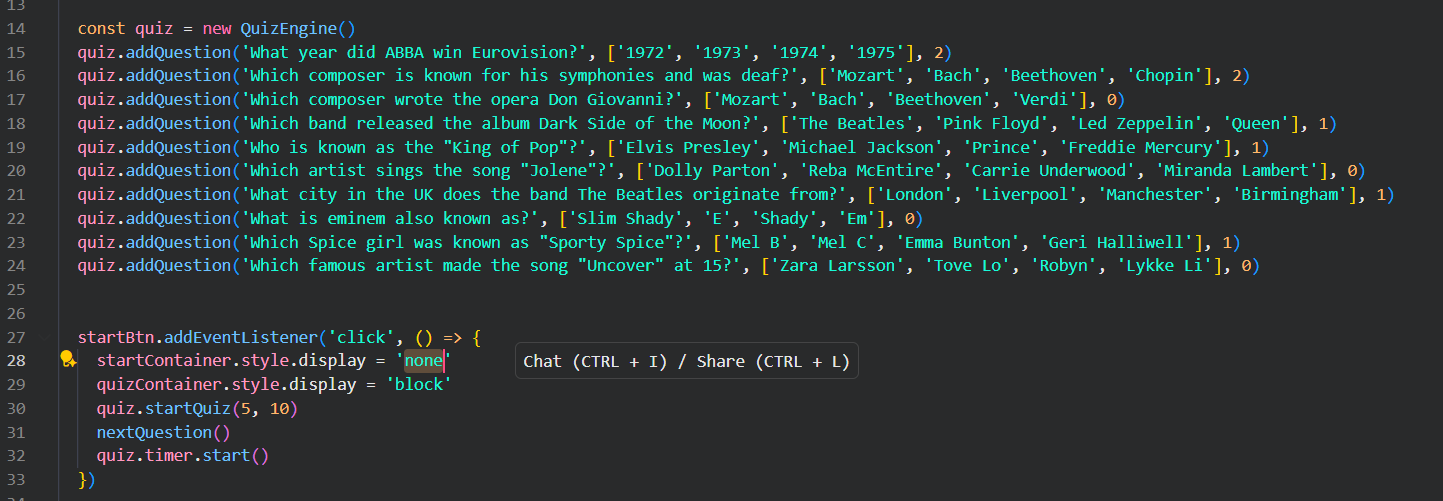 13
14 const quiz = new QuizEngine()
15 quiz.addQuestion('What year did ABBA win Eurovision?', ['1972', '1973', '1974', '1975'], 2)
16 quiz.addQuestion('Which composer is known for his symphonies and was deaf?', ['Mozart', 'Bach', 'Beethoven', 'Chopin'], 2)
17 quiz.addQuestion('Which composer wrote the opera Don Giovanni?', ['Mozart', 'Bach', 'Beethoven', 'Verdi'], 0)
18 quiz.addQuestion('Which band released the album Dark Side of the Moon?', ['The Beatles', 'Pink Floyd', 'Led Zeppelin', 'Queen'], 1)
19 quiz.addQuestion('Who is known as the "King of Pop"?', ['Elvis Presley', 'Michael Jackson', 'Prince', 'Freddie Mercury'], 1)
20 quiz.addQuestion('Which artist sings the song "Jolene"?', ['Dolly Parton', 'Reba McEntire', 'Carrie Underwood', 'Miranda Lambert'], 0)
21 quiz.addQuestion('What city in the UK does the band The Beatles originate from?', ['London', 'Liverpool', 'Manchester', 'Birmingham'], 1)
22 quiz.addQuestion('What is eminem also known as?', ['Slim Shady', 'E', 'Shady', 'Em'], 0)
23 quiz.addQuestion('Which Spice girl was known as "Sporty Spice"?', ['Mel B', 'Mel C', 'Emma Bunton', 'Geri Halliwell'], 1)
24 quiz.addQuestion('Which famous artist made the song "Uncover" at 15?', ['Zara Larsson', 'Tove Lo', 'Robyn', 'Lykke Li'], 0)
25
26
27 startBtn.addEventListener('click', () => {
28 startContainer.style.display = 'none' Chat (CTRL + I) / Share (CTRL + L)
29 quizContainer.style.display = 'block'
30 quiz.startQuiz(5, 10)
31 nextQuestion()
32 quiz.timer.start()
33 })